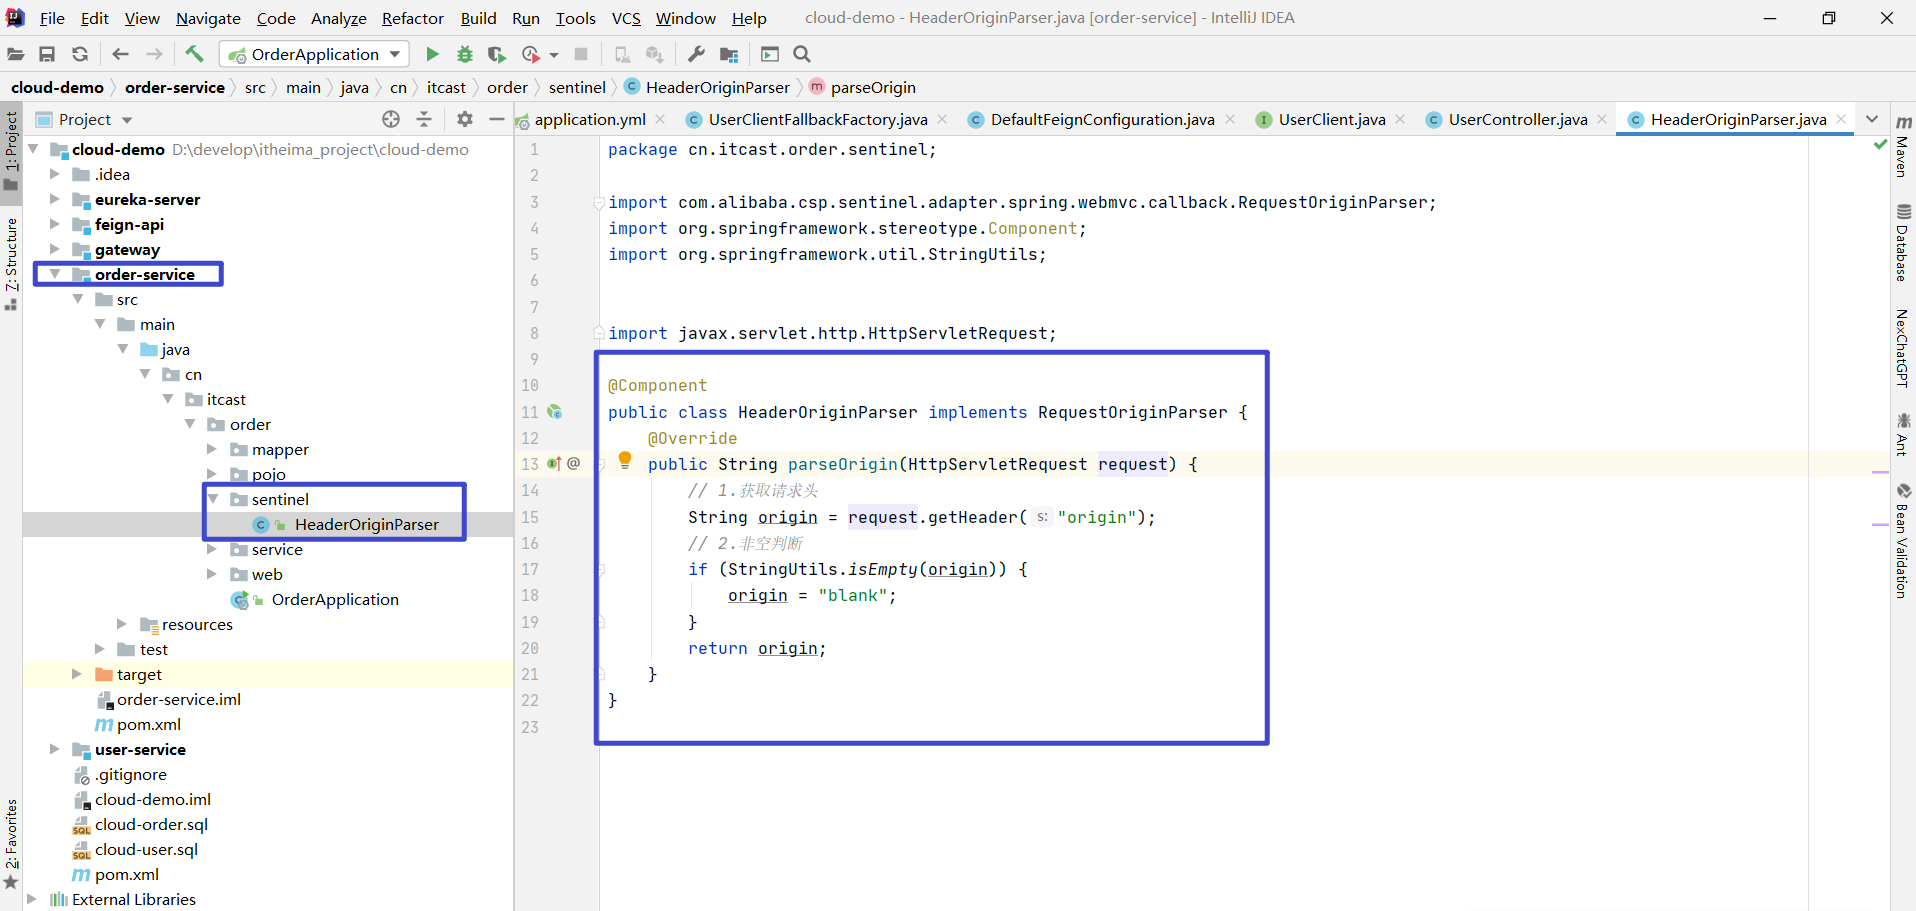 File Edit View Navigate Code Analyze Refactor Build Run Tools VCS Window Help cloud-demo - HeaderOriginParser.java [order-service] - IntelliJ IDEA
OrderApplication
cloud-demo order-service src main java cn itcast order sentinel HeaderOriginParser parseOrigin
1: Project
Z: Structure
2: Favorites
Project
cloud-demo D:\develop\itheima_project\cloud-demo
.idea
eureka-server
feign-api
gateway
order-service
src
main
java
cn
itcast
order
mapper
pojo
sentinel
HeaderOriginParser
service
web
OrderApplication
resources
test
target
order-service.iml
pom.xml
user-service
.gitignore
cloud-demo.iml
cloud-order.sql
cloud-user.sql
pom.xml
External Libraries
application.yml UserClientFallbackFactory.java DefaultFeignConfiguration.java UserClient.java UserController.java HeaderOriginParser.java
1 package cn.itcast.order.sentinel;
2
3 import com.alibaba.csp.sentinel.adapter.spring.webmvc.callback.RequestOriginParser;
4 import org.springframework.stereotype.Component;
5 import org.springframework.util.StringUtils;
6
7
8 import javax.servlet.http.HttpServletRequest;
9
10 @Component
11 public class HeaderOriginParser implements RequestOriginParser {
12 @Override
13 public String parseOrigin(HttpServletRequest request) {
14 // 1.获取请求头
15 String origin = request.getHeader( s: "origin");
16 // 2.非空判断
17 if (StringUtils.isEmpty(origin)) {
18 origin = "blank";
19 }
20 return origin;
21 }
22 }
23
Maven
Database
NexChatGPT
Ant
Bean Validation